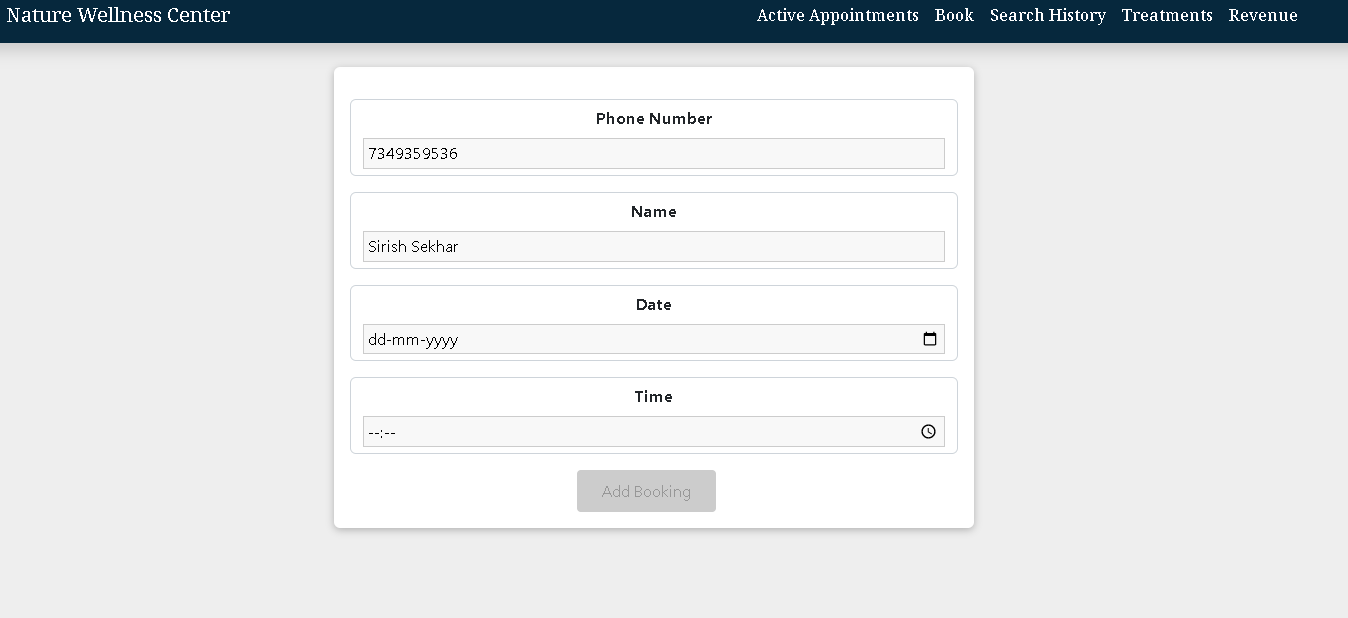 Nature Wellness Center
Active Appointments Book Search History Treatments Revenue
Phone Number
7349359536
Name
Sirish Sekhar
Date
dd-mm-yyyy
Time
--:--
Add Booking